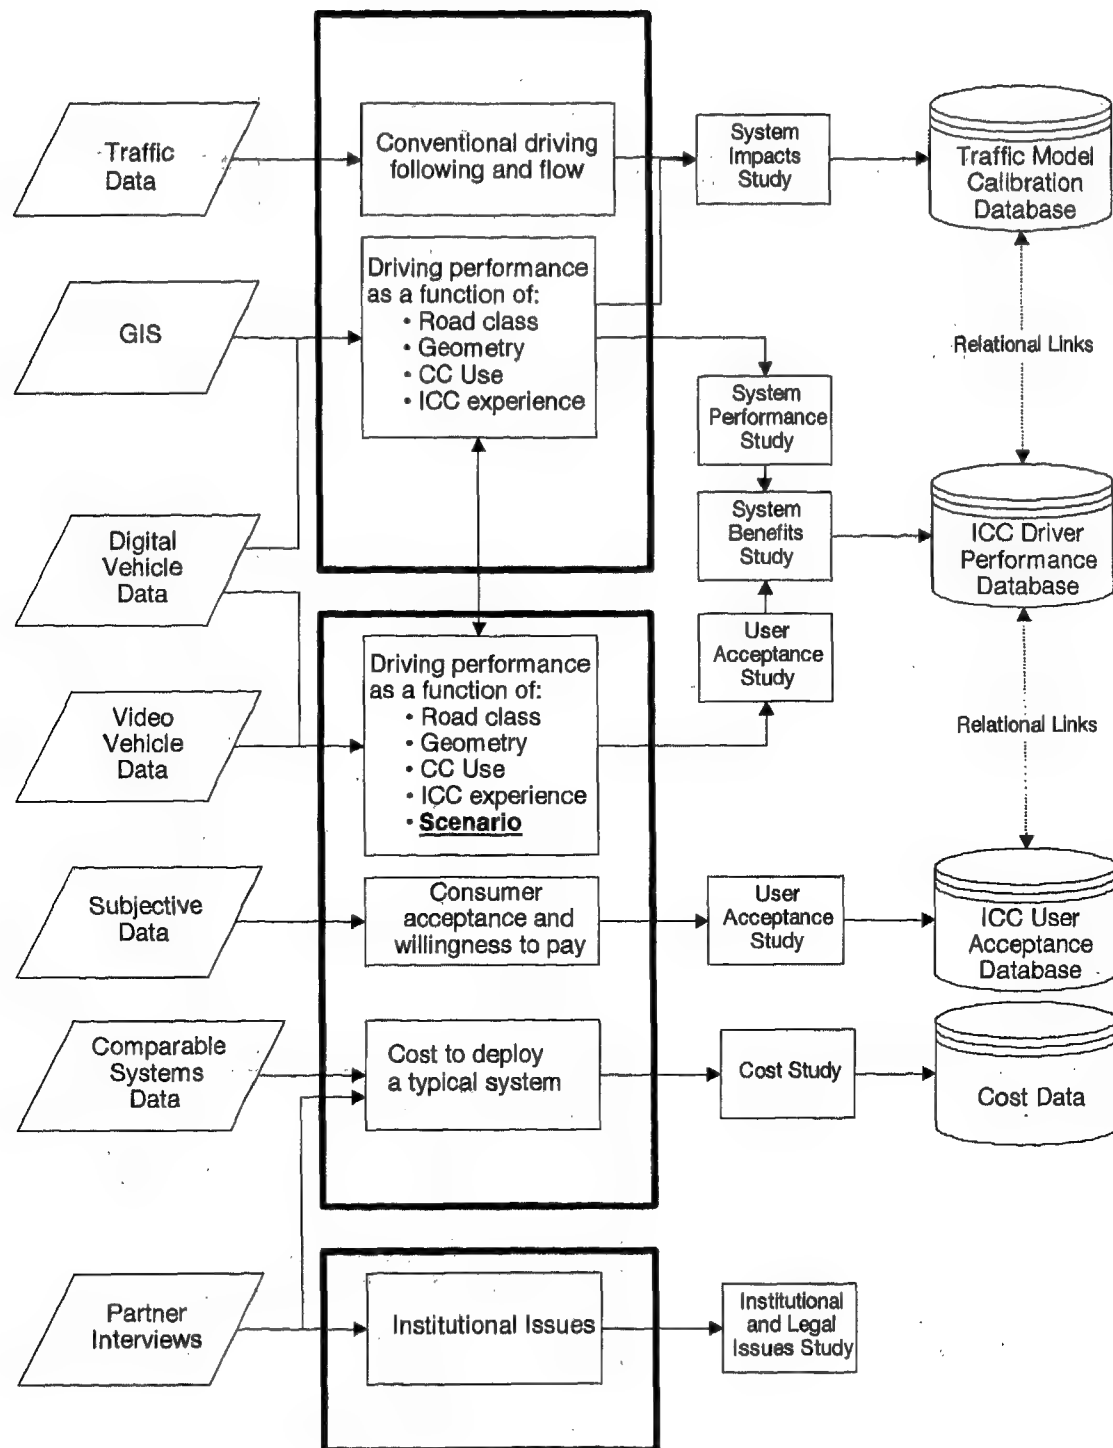 Traffic
Data
Conventional driving
following and flow
System
Impacts
Study
Traffic Model
Calibration
Database
GIS
Driving performance
as a function of:
• Road class
• Geometry
• CC Use
• ICC experience
Relational Links
System
Performance
Study
Digital
Vehicle
Data
System
Benefits
Study
ICC Driver
Performance
Database
User
Acceptance
Study
Video
Vehicle
Data
Driving performance
as a function of:
• Road class
• Geometry
• CC Use
• ICC experience
• Scenario
Relational Links
Subjective
Data
Consumer
acceptance and
willingness to pay
User
Acceptance
Study
ICC User
Acceptance
Database
Comparable
Systems
Data
Cost to deploy
a typical system
Cost Study
Cost Data
Partner
Interviews
Institutional Issues
Institutional
and Legal
Issues Study